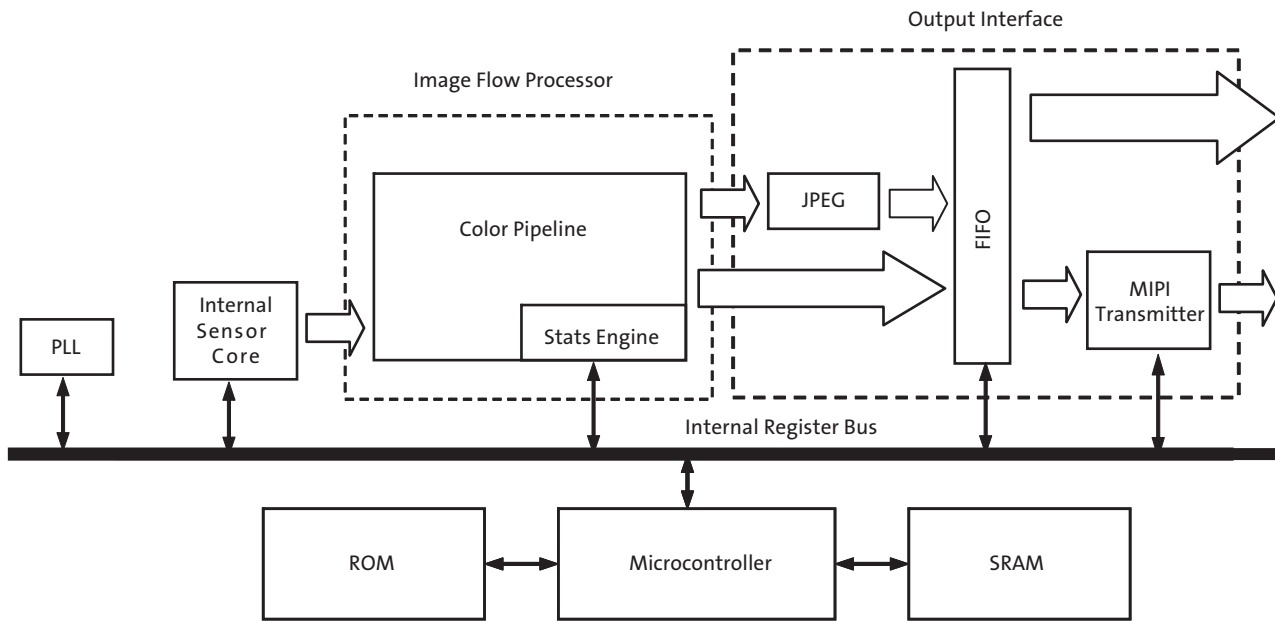 Output Interface
Image Flow Processor
JPEG
Color Pipeline
FIFO
Internal
Sensor
Core
MIPI
Transmitter
PLL
Stats Engine
Internal Register Bus
ROM
Microcontroller
SRAM